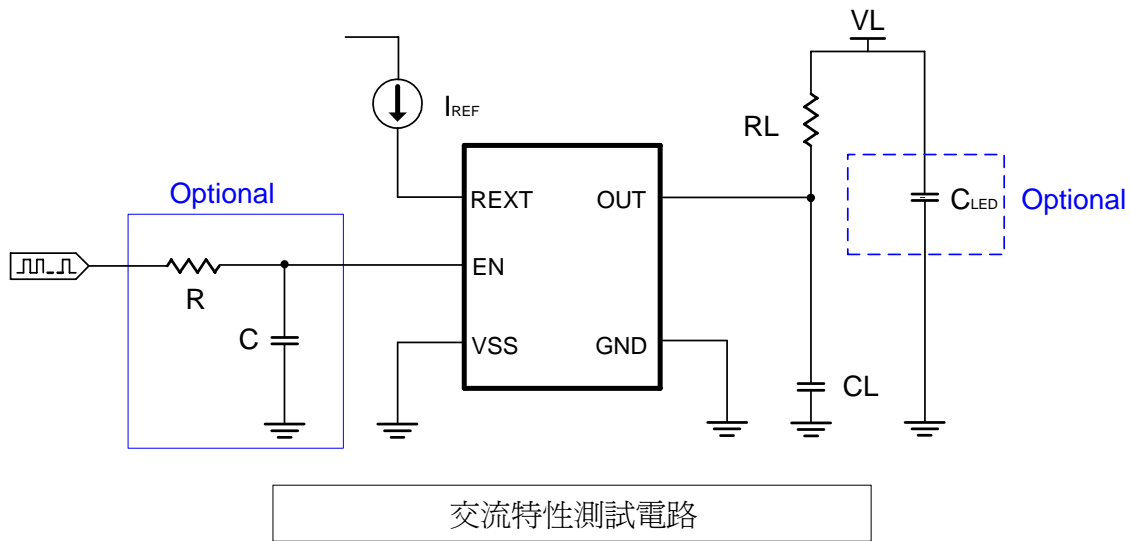 VL
IREF
RL
Optional
REXT
OUT
CLED
Optional
EN
R
C
VSS
GND
CL
交流特性測試電路